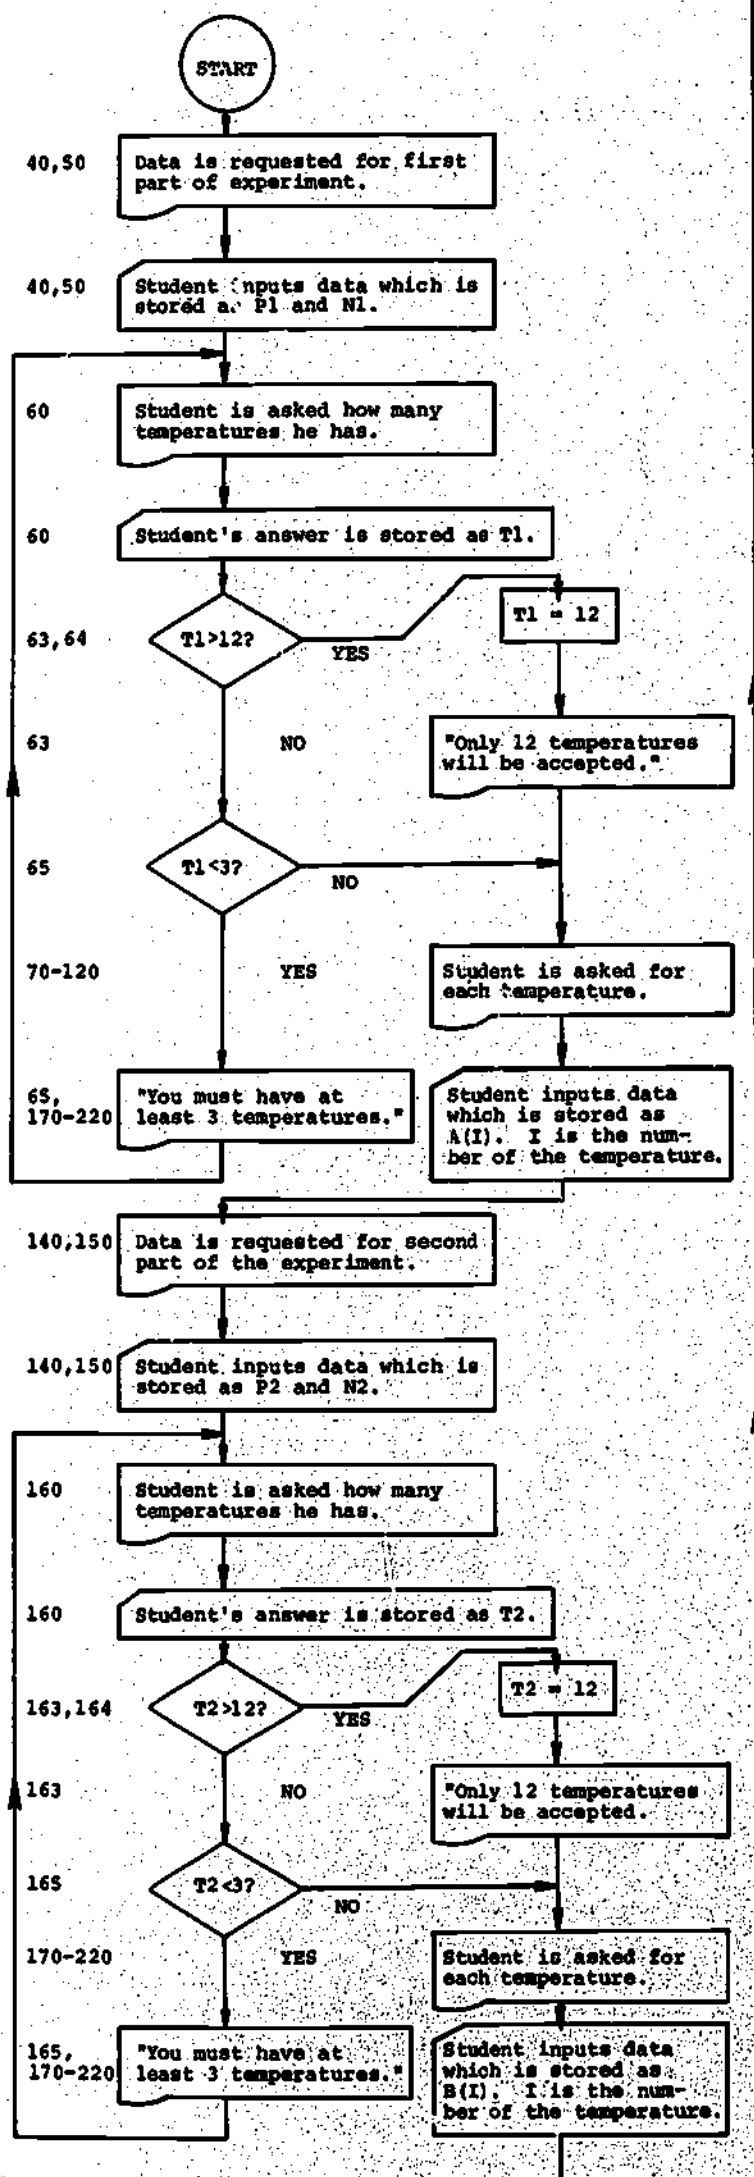 START
40,50
Data is requested for first
part of experiment.
40,50
Student inputs data which is
stored a. P1 and N1.
60
Student is asked how many
temperatures he has.
60
Student's answer is stored as T1.
63,64
T1>12?
YES
T1 = 12
63
NO
"Only 12 temperatures
will be accepted."
65
T1<3?
NO
70-120
YES
Student is asked for
each temperature.
65,
170-220
"You must have at
least 3 temperatures."
Student inputs data
which is stored as
A(I). I is the num-
ber of the temperature.
140,150
Data is requested for second
part of the experiment.
140,150
Student inputs data which is
stored as P2 and N2.
160
Student is asked how many
temperatures he has.
160
Student's answer is stored as T2.
163,164
T2>12?
YES
T2 = 12
163
NO
"Only 12 temperatures
will be accepted.
165
T2<3?
NO
170-220
YES
Student is asked for
each temperature.
165,
170-220
"You must have at
least 3 temperatures."
Student inputs data
which is stored as
B(I). I is the num-
ber of the temperature.